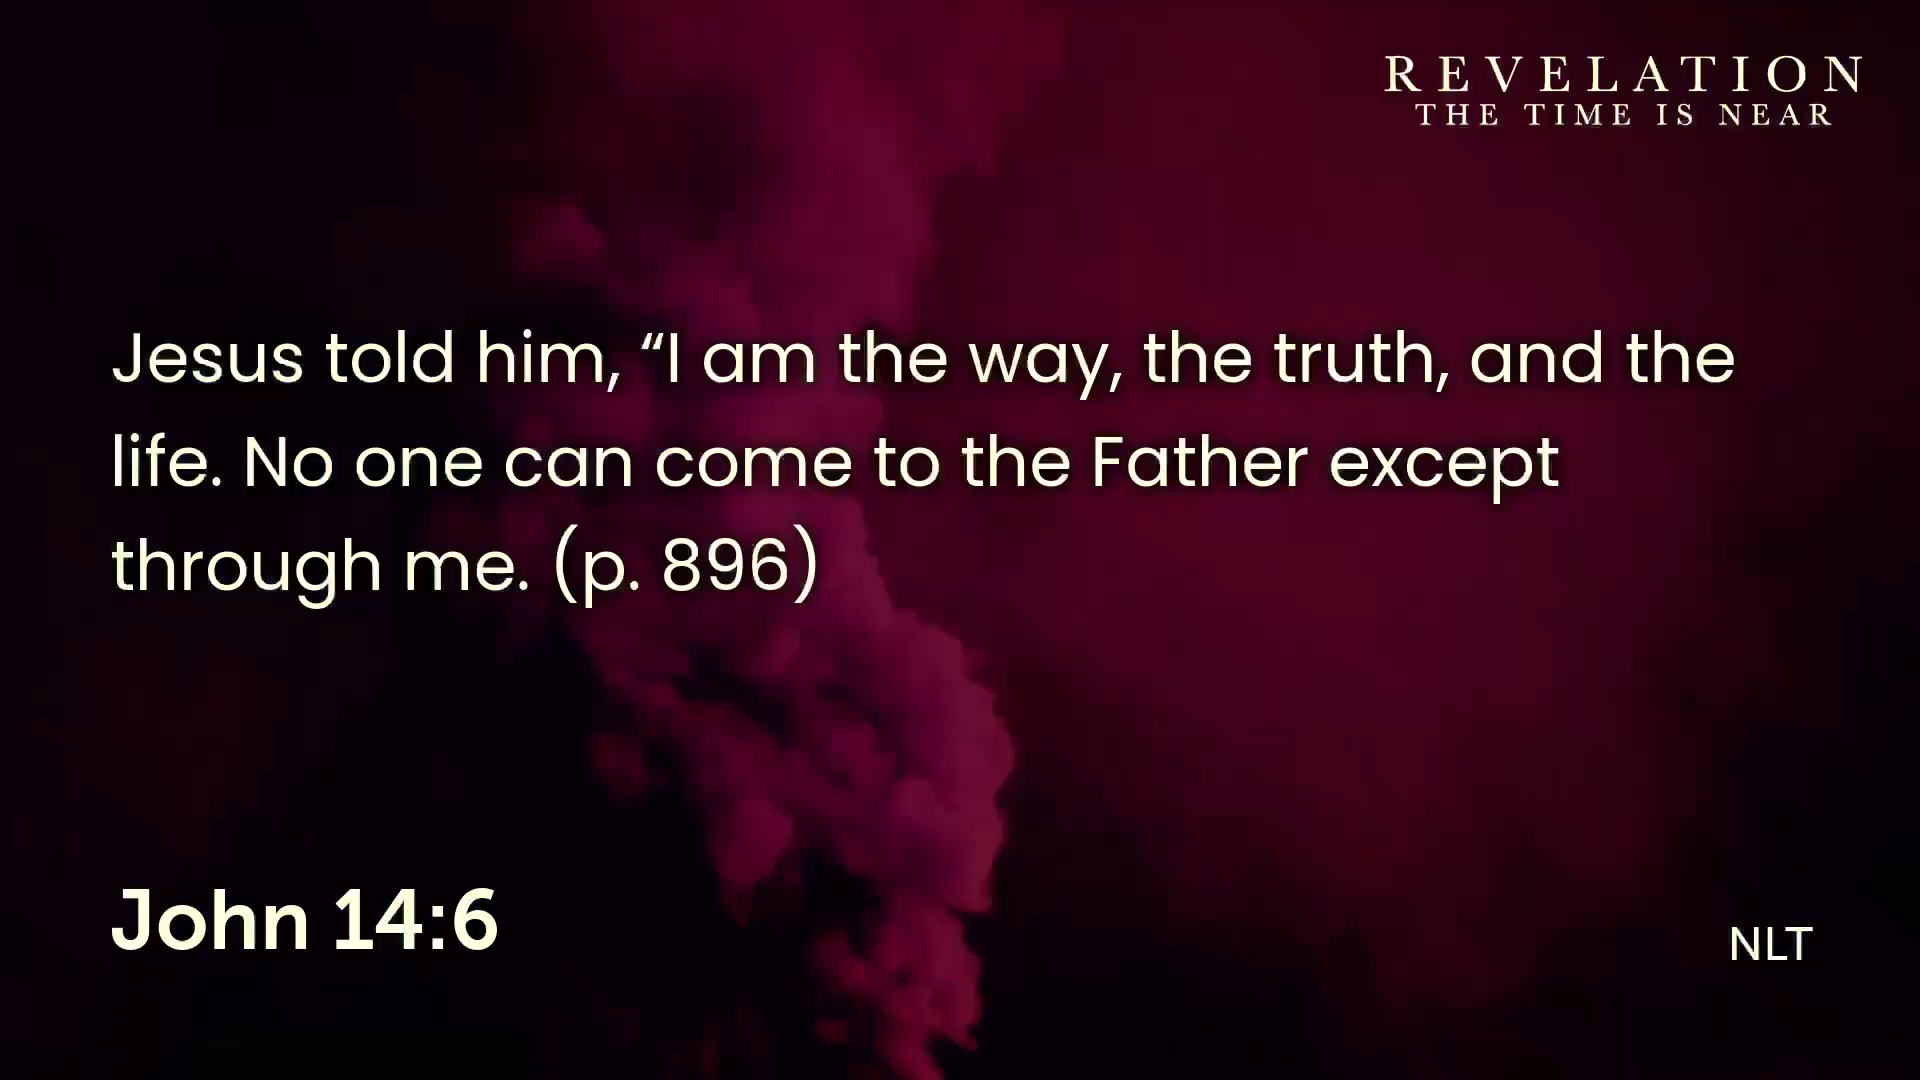 REVELATION
THE TIME IS NEAR
Jesus told him, “I am the way, the truth, and the
life. No one can come to the Father except
through me. (p. 896)
John 14:6
NLT